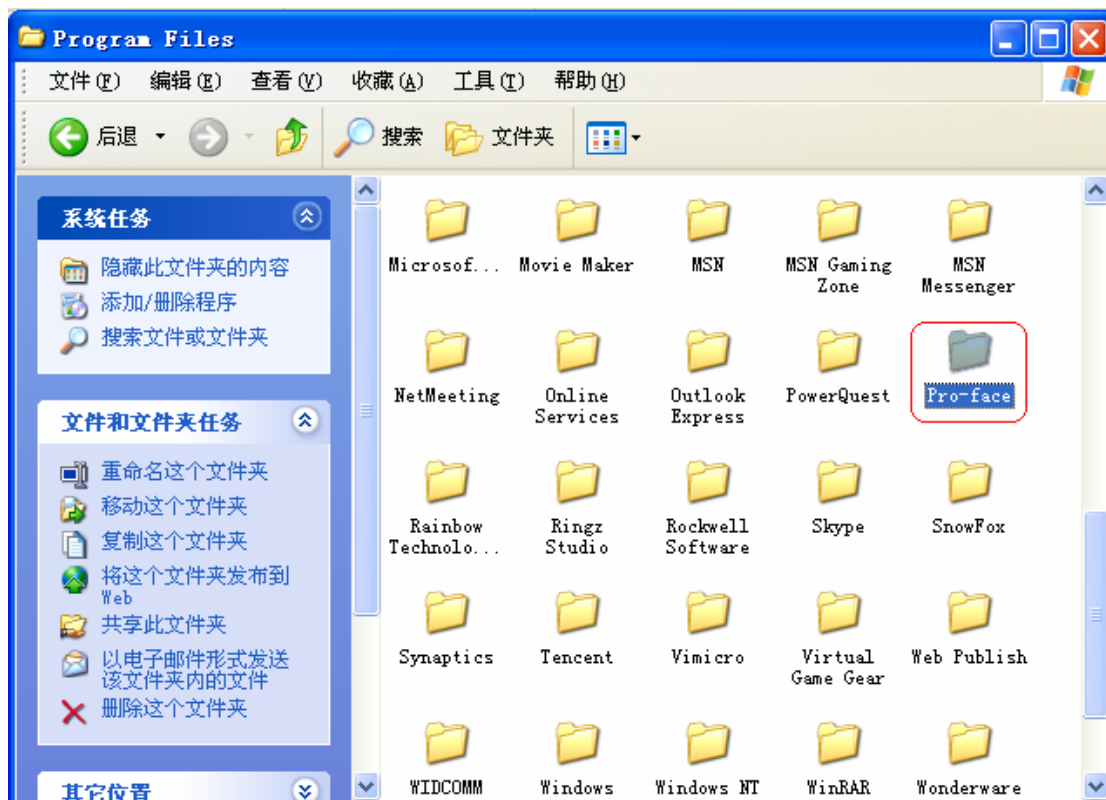 Program Files
文件(F) 编辑(E) 查看(V) 收藏(A) 工具(T) 帮助(H)
后退 搜索 文件夹
系统任务
隐藏此文件夹的内容
添加/删除程序
搜索文件或文件夹
文件和文件夹任务
重命名这个文件夹
移动这个文件夹
复制这个文件夹
将这个文件夹发布到
Web
共享此文件夹
以电子邮件形式发送
该文件夹内的文件
删除这个文件夹
其它位置
Microsof... Movie Maker MSN MSN Gaming MSN
Zone Messenger
NetMeeting Online Outlook PowerQuest Pro-face
Services Express
Rainbow Ringz Rockwell Skype SnowFox
Technolo... Studio Software
Synaptics Tencent Vimicro Virtual Web Publish
Game Gear
WIDCOMM Windows Windows NT WinRAR Wonderware